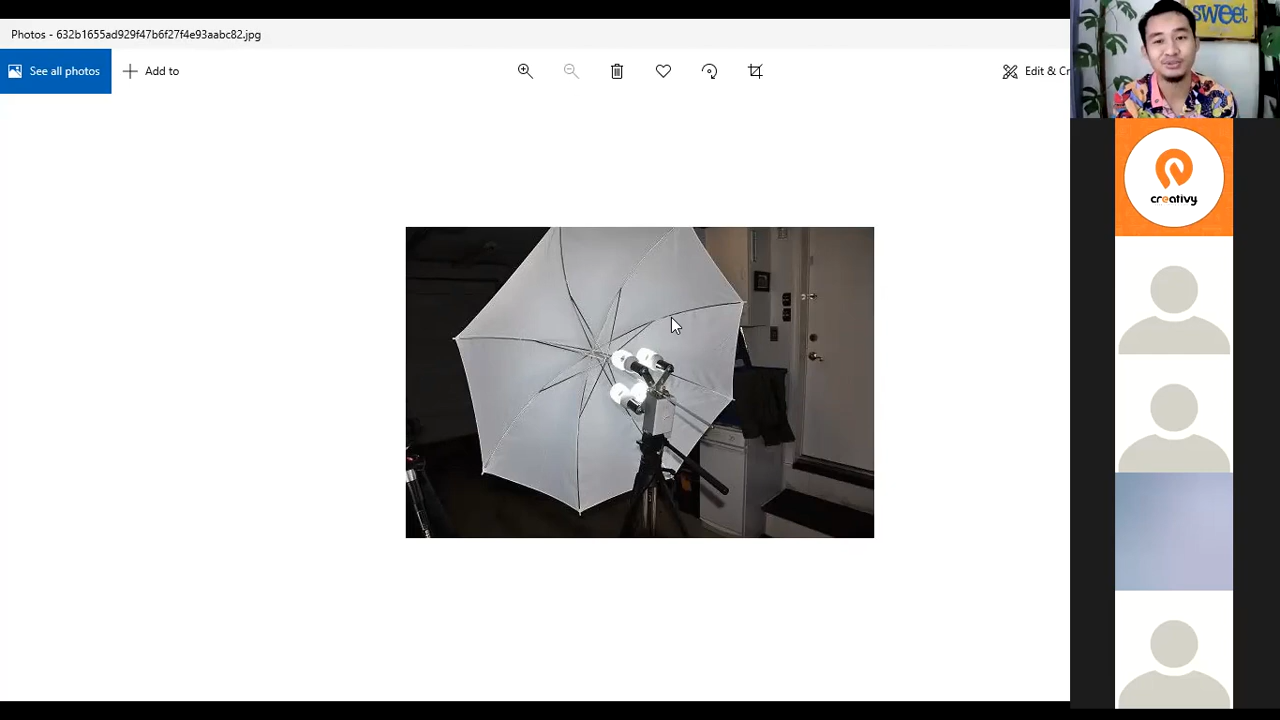 Photos - 632b1655ad929f47b6f27f4e93aabc82.jpg
See all photos
Add to
Edit & Cr
sweet
creativy